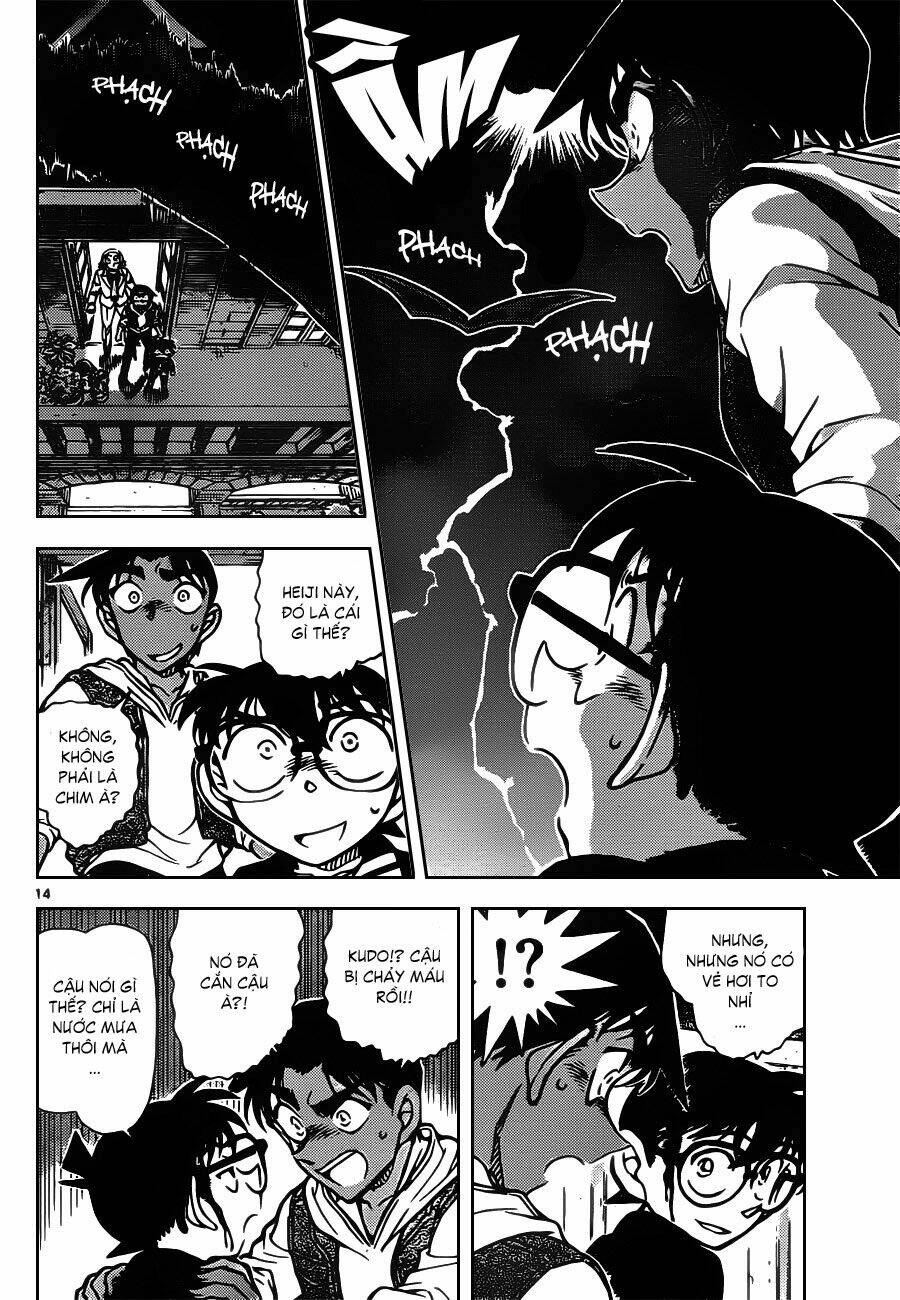 PHẠCH
PHẠCH
PHẠCH
ẦM
PHẠCH
PHẠCH
HEIJI NÀY,
ĐÓ LÀ CÁI
GÌ THẾ?
KHÔNG,
KHÔNG
PHẢI LÀ
CHIM À?
14
KUDO!? CẬU
BỊ CHẢY MÁU
RỒI!!
NÓ ĐÃ
CẮN CẬU
À?!
CẬU NÓI GÌ
THẾ? CHỈ LÀ
NƯỚC MƯA
THÔI MÀ
...
NHƯNG,
NHƯNG NÓ CÓ
VẺ HƠI TO
NHỈ
...
!?